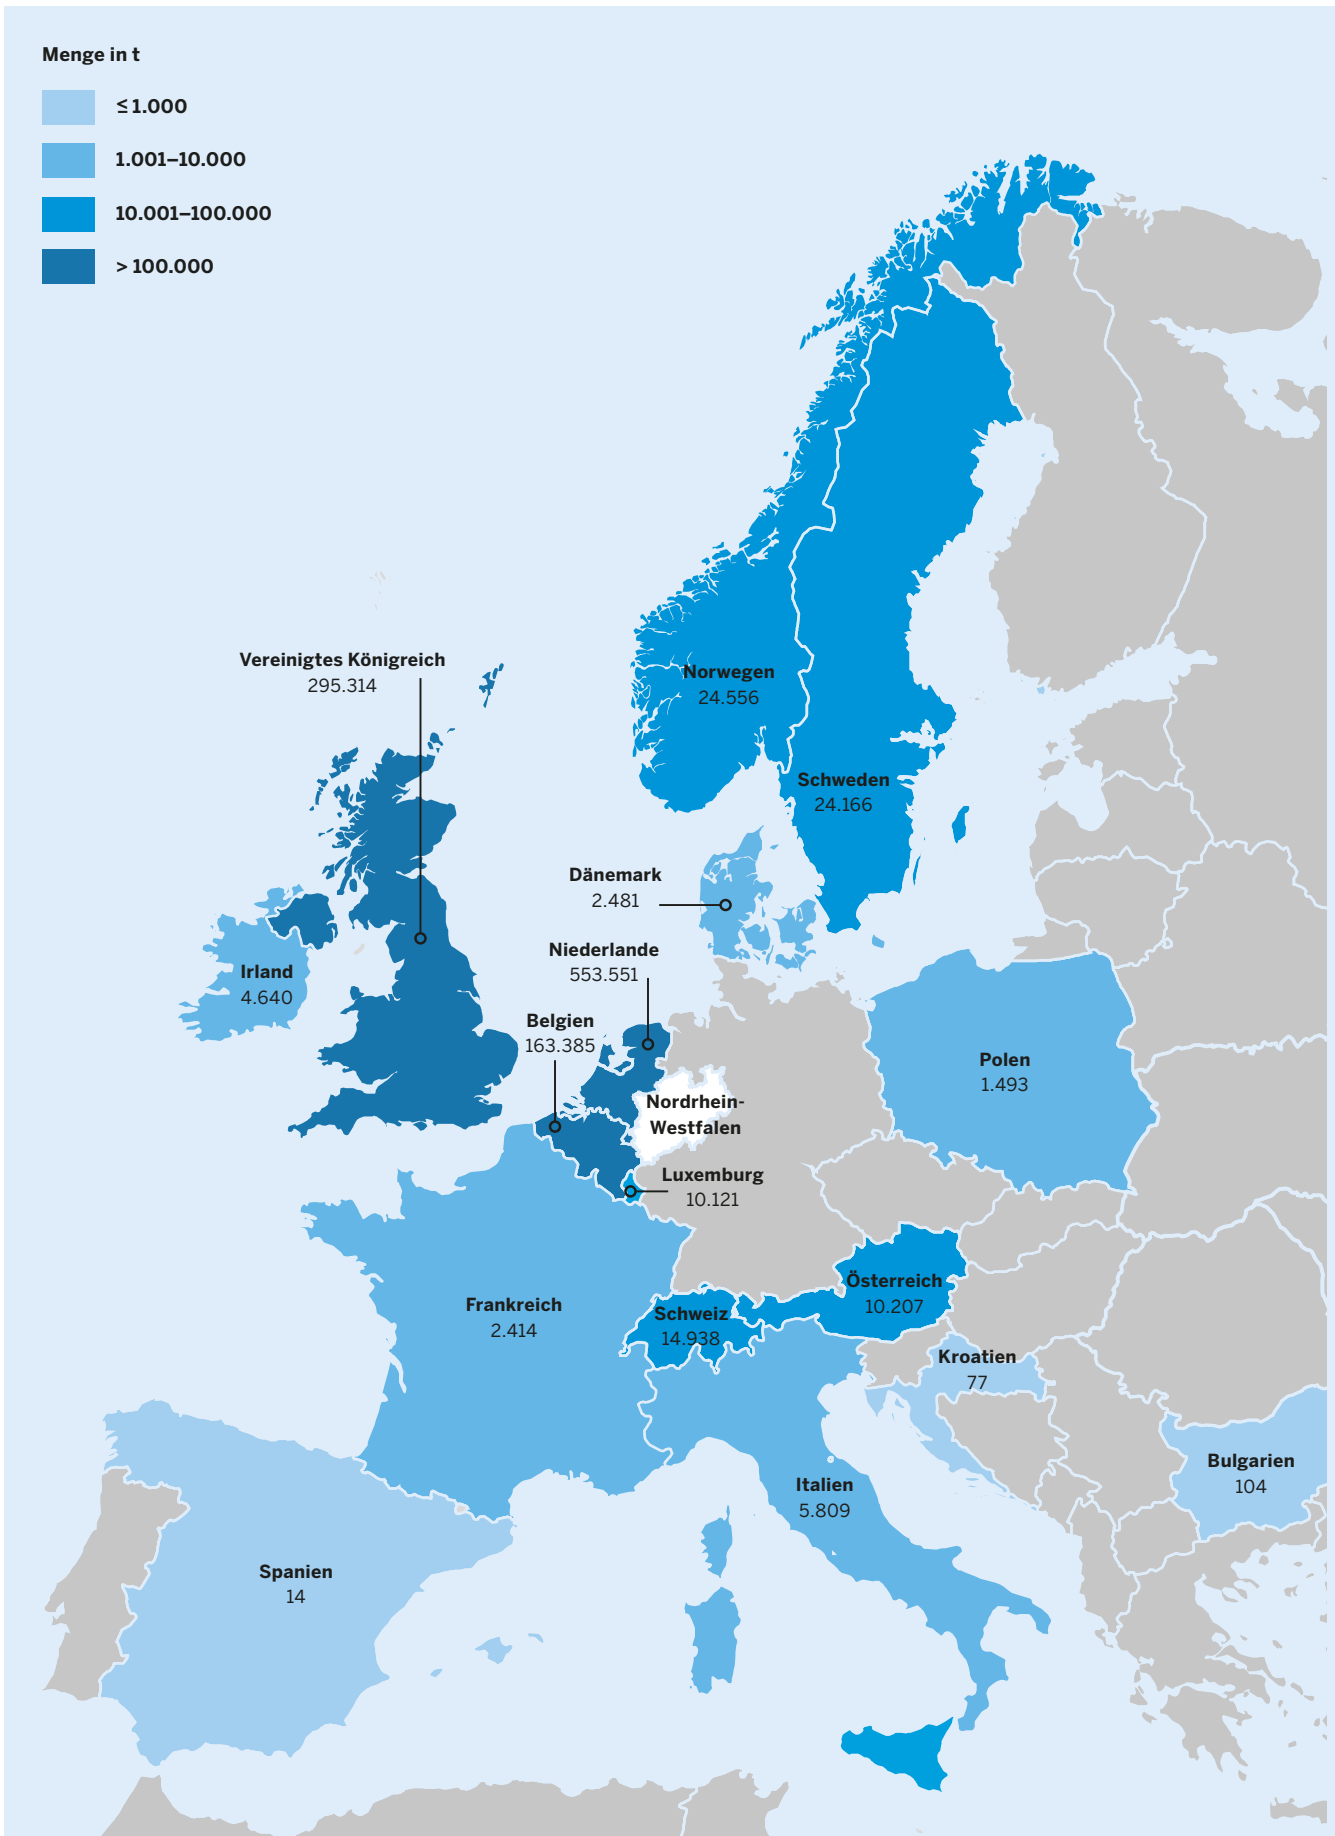 Menge in t
≤ 1.000
1.001–10.000
10.001–100.000
> 100.000
Vereinigtes Königreich
295.314
Norwegen
24.556
Schweden
24.166
Dänemark
2.481
Niederlande
553.551
Irland
4.640
Belgien
163.385
Polen
1.493
Nordrhein-
Westfalen
Luxemburg
10.121
Österreich
10.207
Frankreich
2.414
Schweiz
14.938
Kroatien
77
Bulgarien
104
Italien
5.809
Spanien
14